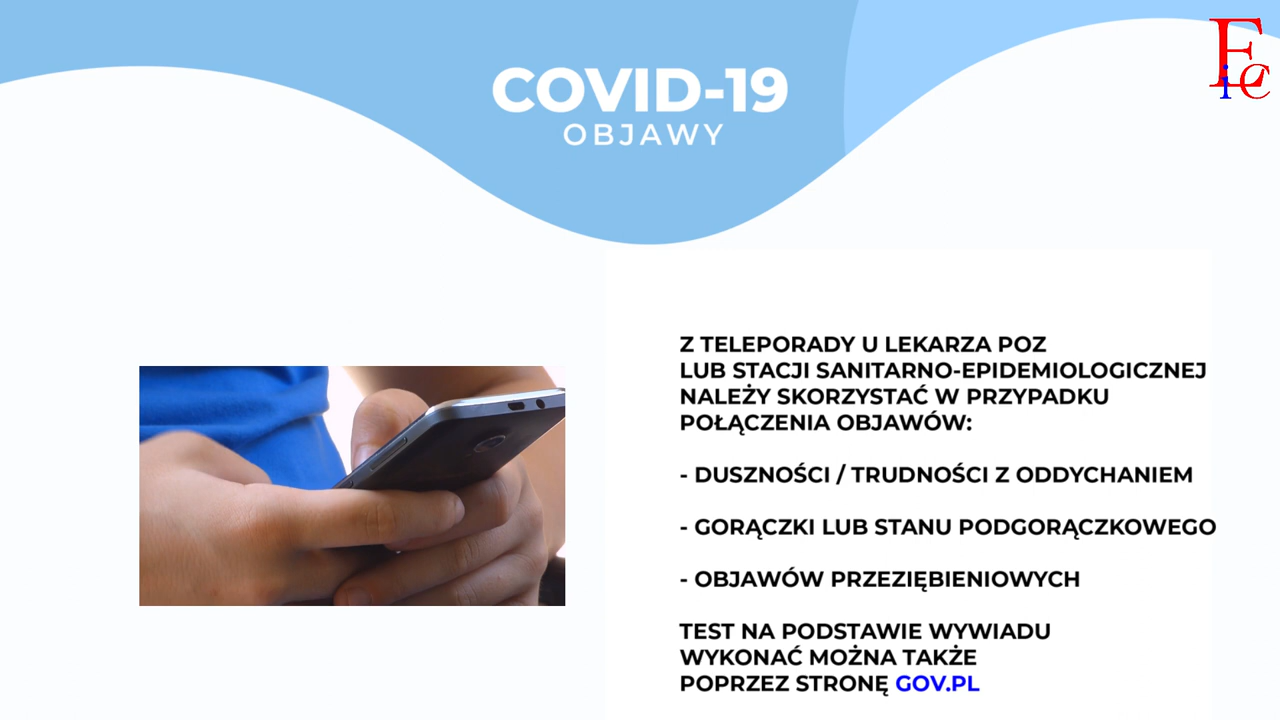 COVID-19
OBJAWY
EiC
Z TELEPORADY U LEKARZA POZ
LUB STACJI SANITARNO-EPIDEMIOLOGICZNEJ
NALEŻY SKORZYSTAĆ W PRZYPADKU
POŁĄCZENIA OBJAWÓW:
- DUSZNOŚCI / TRUDNOŚCI Z ODDYCHANIEM
- GORĄCZKI LUB STANU PODGORĄCZKOWEGO
- OBJAWÓW PRZEZIĘBIENIOWYCH
TEST NA PODSTAWIE WYWIADU
WYKONAĆ MOŻNA TAKŻE
POPRZEZ STRONĘ GOV.PL